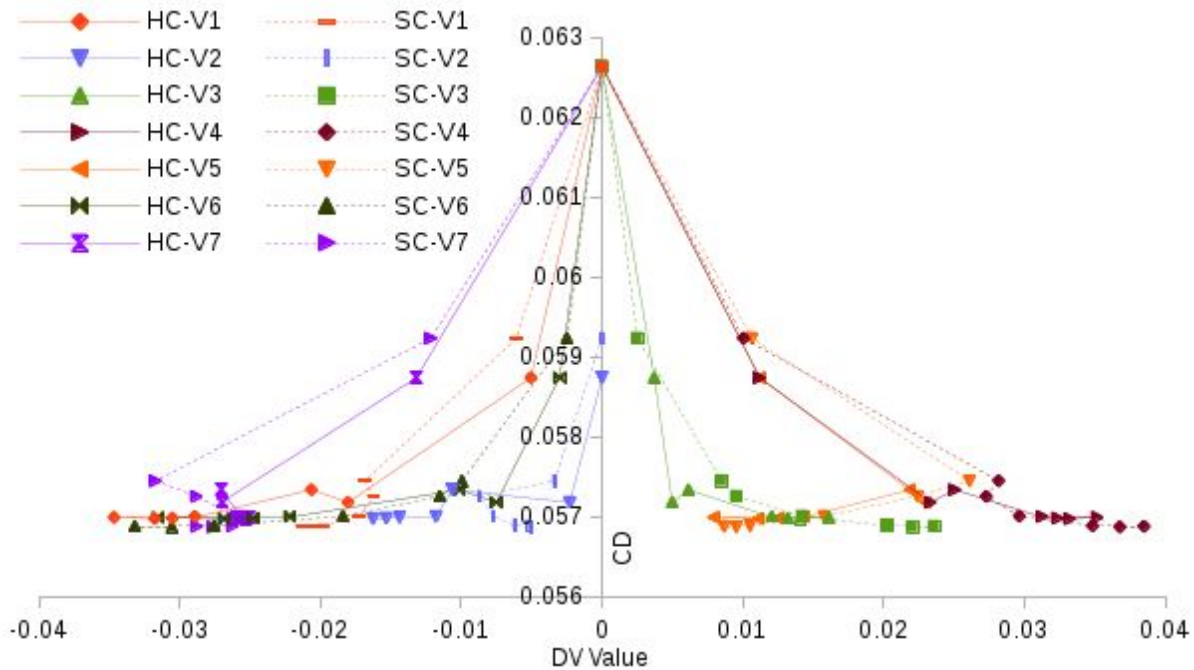 HC-V1 SC-V1
HC-V2 SC-V2
HC-V3 SC-V3
HC-V4 SC-V4
HC-V5 SC-V5
HC-V6 SC-V6
HC-V7 SC-V7
0.063
0.062
0.061
0.06
0.059
0.058
0.057
0.056
CD
-0.04 -0.03 -0.02 -0.01 0 0.01 0.02 0.03 0.04
DV Value